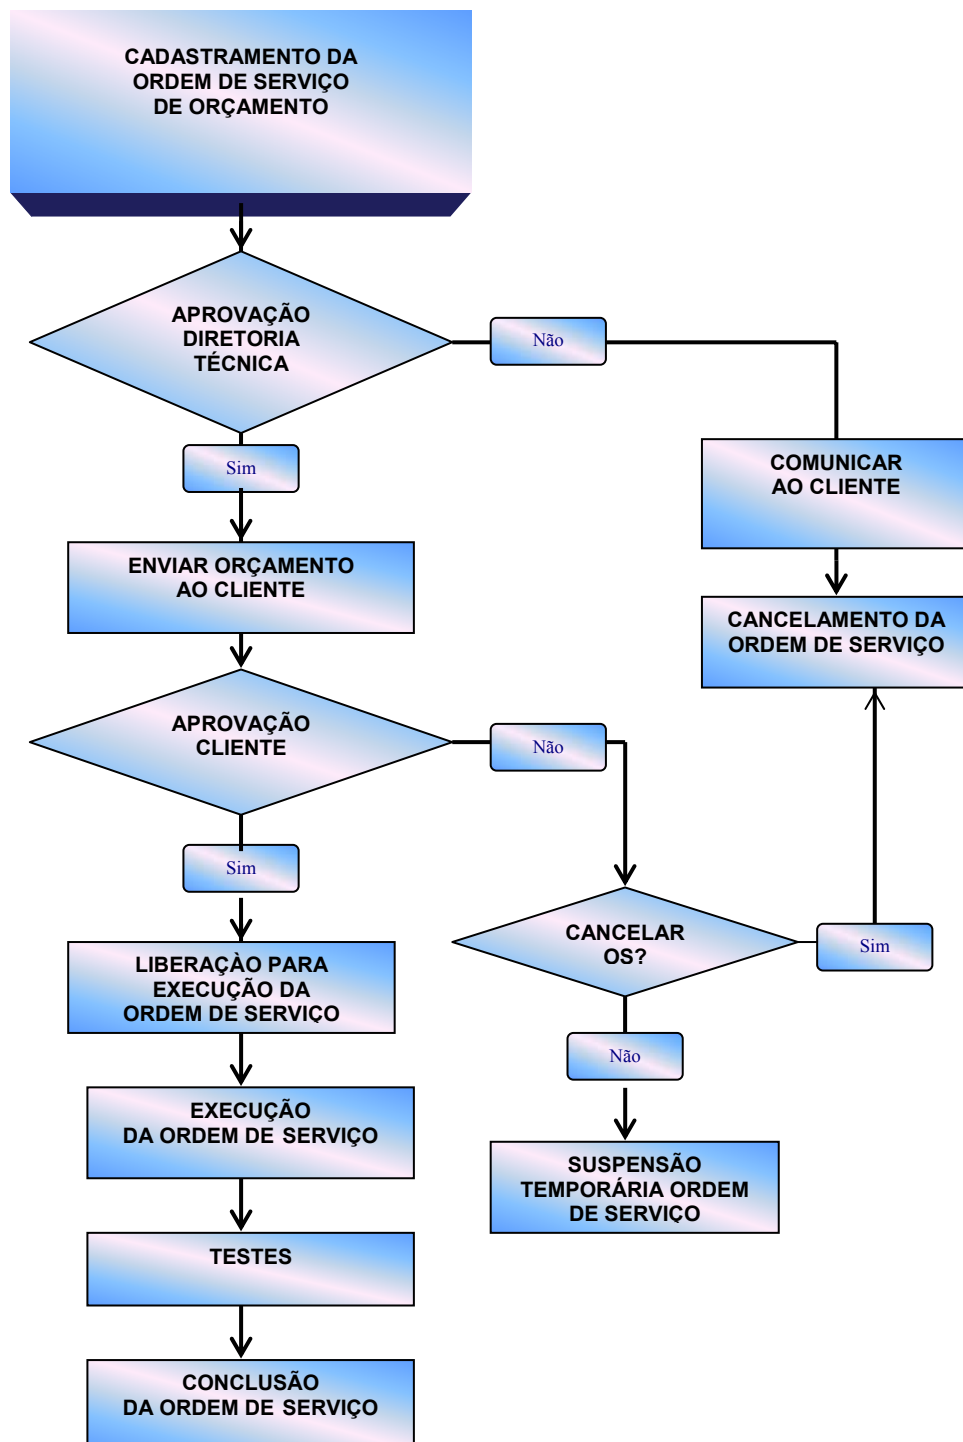 CADASTRAMENTO DA
ORDEM DE SERVIÇO
DE ORÇAMENTO
APROVAÇÃO
DIRETORIA
TÉCNICA
Não
Sim
COMUNICAR
AO CLIENTE
ENVIAR ORÇAMENTO
AO CLIENTE
CANCELAMENTO DA
ORDEM DE SERVIÇO
APROVAÇÃO
CLIENTE
Não
Sim
CANCELAR
OS?
Sim
LIBERAÇÀO PARA
EXECUÇÃO DA
ORDEM DE SERVIÇO
Não
EXECUÇÃO
DA ORDEM DE SERVIÇO
SUSPENSÃO
TEMPORÁRIA ORDEM
DE SERVIÇO
TESTES
CONCLUSÃO
DA ORDEM DE SERVIÇO